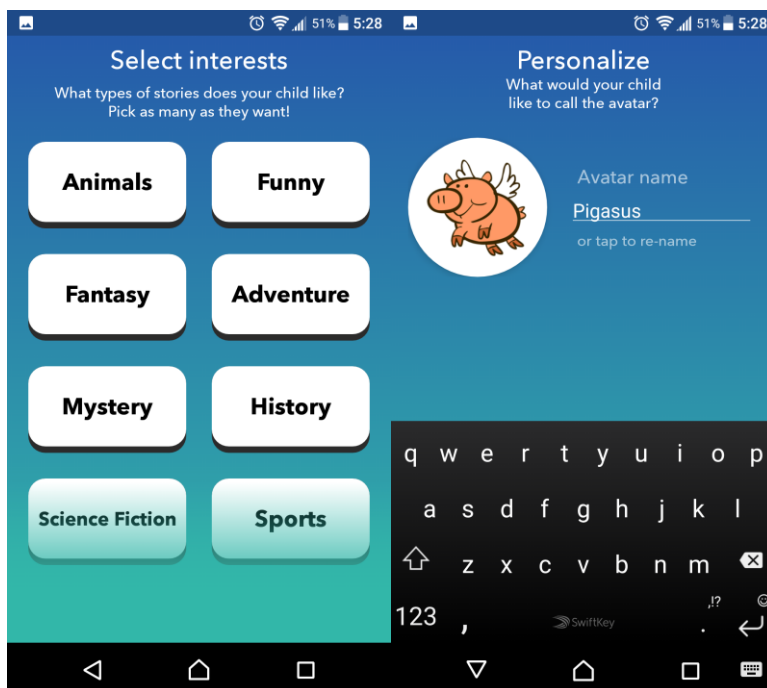 51% 5:28
Select interests
What types of stories does your child like?
Pick as many as they want!
Animals
Funny
Fantasy
Adventure
Mystery
History
Science Fiction
Sports
51% 5:28
Personalize
What would your child
like to call the avatar?
Avatar name
Pigasus
or tap to re-name
q w e r t y u i o p
a s d f g h j k l
z x c v b n m
123 , SwiftKey . ,!?